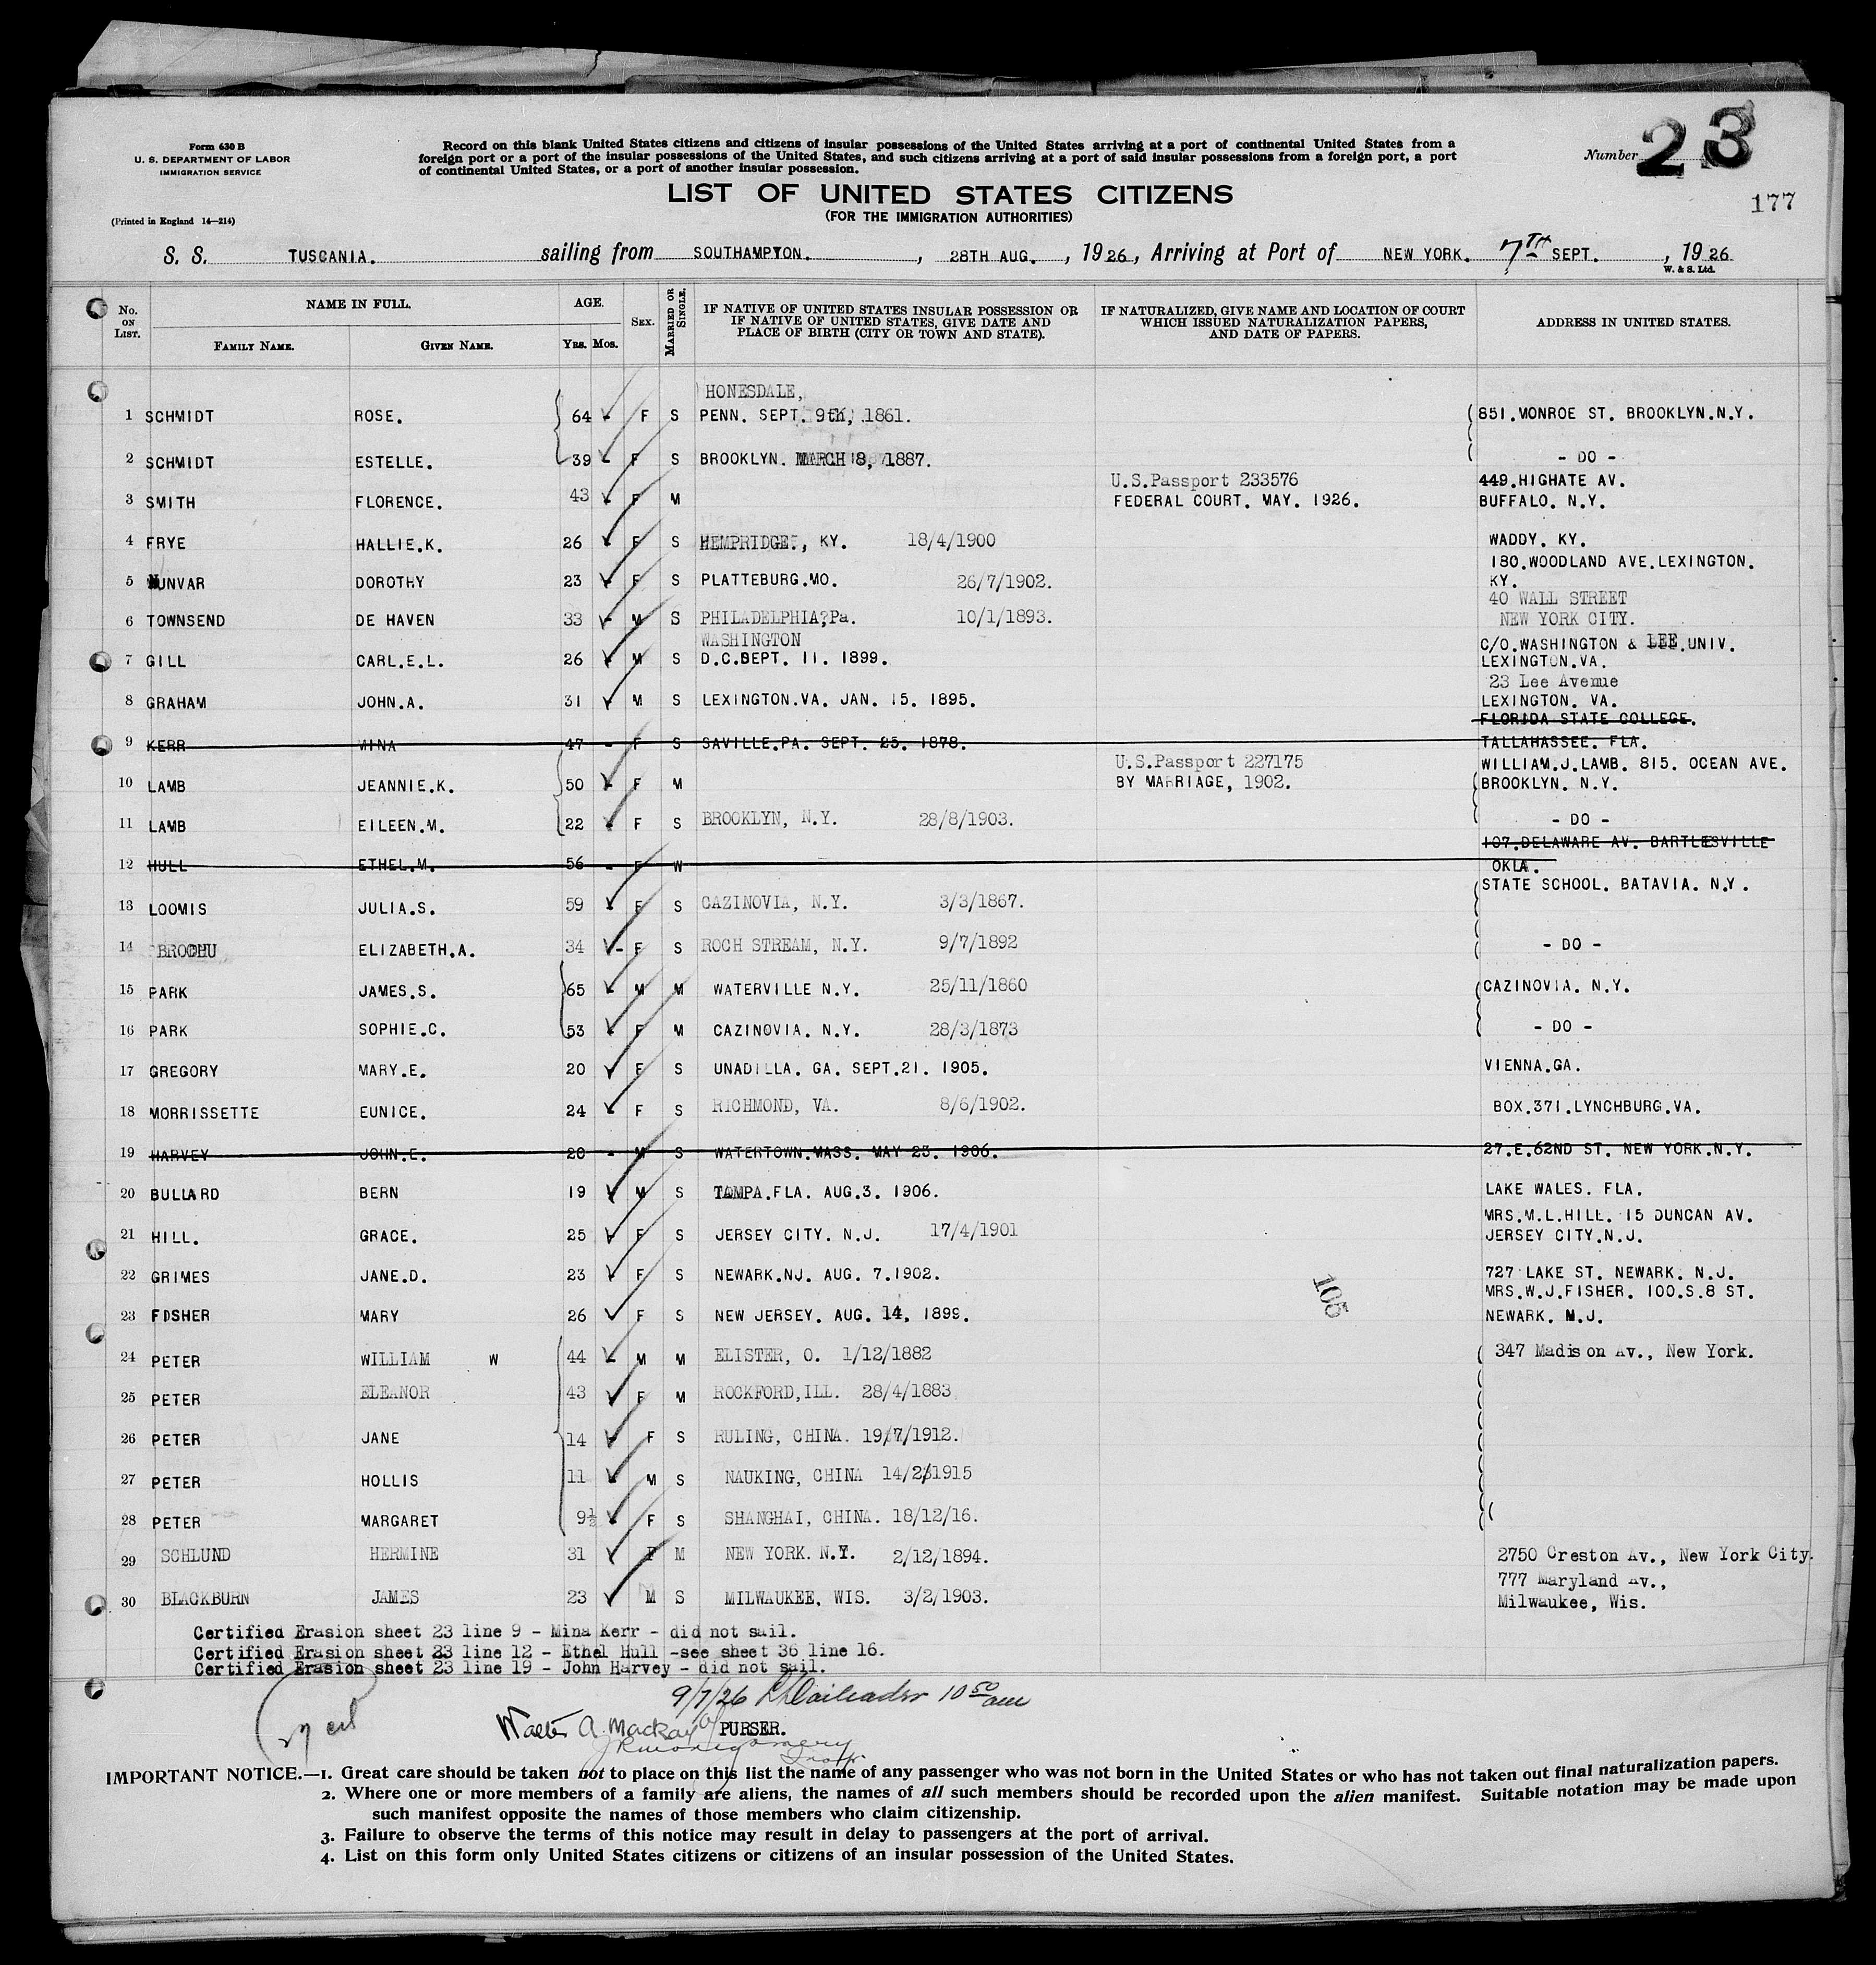 Form 630 B
U. S. DEPARTMENT OF LABOR
IMMIGRATION SERVICE
(Printed in England 14—214)
Record on this blank United States citizens and citizens of insular possessions of the United States arriving at a port of continental United States from a
foreign port or a port of the insular possessions of the United States, and such citizens arriving at a port of said insular possessions from a foreign port, a port
of continental United States, or a port of another insular possession.
LIST OF UNITED STATES CITIZENS
(FOR THE IMMIGRATION AUTHORITIES)
Number 23
177
S. S. TUSCANIA. sailing from SOUTHAMPTON. , 28TH AUG. , 1926, Arriving at Port of NEW YORK. 7TH SEPT. , 1926
W. & S. Ltd.
No. ON LIST. NAME IN FULL. AGE. SEX. MARRIED OR SINGLE. IF NATIVE OF UNITED STATES INSULAR POSSESSION OR IF NATIVE OF UNITED STATES, GIVE DATE AND PLACE OF BIRTH (CITY OR TOWN AND STATE). IF NATURALIZED, GIVE NAME AND LOCATION OF COURT WHICH ISSUED NATURALIZATION PAPERS, AND DATE OF PAPERS. ADDRESS IN UNITED STATES.
FAMILY NAME. GIVEN NAME. YRS. MOS.
HONESDALE,
1 SCHMIDT ROSE. 64 - F S PENN. SEPT. 9th, 1861. 851. MONROE ST. BROOKLYN.N.Y.
2 SCHMIDT ESTELLE. 39 - F S BROOKLYN. MARCH 8, 1887. - DO -
U.S.Passport 233576 449.HIGHATE AV.
3 SMITH FLORENCE. 43 F M FEDERAL COURT. MAY. 1926. BUFFALO. N.Y.
4 FRYE HALLIE.K. 26 F S HEMPRIDGE., KY. 18/4/1900 WADDY. KY.
180.WOODLAND AVE.LEXINGTON.
5 UNVAR DOROTHY 23 F S PLATTEBURG.MO. 26/7/1902. KY.
40 WALL STREET
6 TOWNSEND DE HAVEN 33 M S PHILADELPHIA?Pa. 10/1/1893. NEW YORK CITY.
WASHINGTON C/O.WASHINGTON & LEE.UNIV.
7 GILL CARL.E.L. 26 M S D.C.SEPT. 11. 1899. LEXINGTON.VA.
23 Lee Avenue
8 GRAHAM JOHN.A. 31 M S LEXINGTON.VA. JAN. 15. 1895. LEXINGTON. VA.
FLORIDA STATE COLLEGE.
9 KERR MINA 47 - F S SAVILLE.PA. SEPT. 25. 1878. TALLAHASSEE. FLA.
U.S.Passport 227175 WILLIAM.J.LAMB. 815. OCEAN AVE.
10 LAMB JEANNIE.K. 50 F M BY MARRIAGE, 1902. BROOKLYN. N.Y.
11 LAMB EILEEN.M. 22 F S BROOKLYN, N.Y. 28/8/1903. - DO -
107.DELAWARE AV. BARTLESVILLE
12 HULL ETHEL.M. 56 - F W OKLA.
STATE SCHOOL. BATAVIA. N.Y.
13 LOOMIS JULIA.S. 59 F S CAZINOVIA, N.Y. 3/3/1867.
14 BROCHU ELIZABETH.A. 34 - F S ROCH STREAM, N.Y. 9/7/1892 - DO -
15 PARK JAMES.S. 65 M M WATERVILLE N.Y. 25/11/1860 CAZINOVIA. N.Y.
16 PARK SOPHIE.C. 53 F M CAZINOVIA. N.Y. 28/3/1873 - DO -
17 GREGORY MARY.E. 20 F S UNADILLA. GA. SEPT.21. 1905. VIENNA.GA.
18 MORRISSETTE EUNICE. 24 F S RICHMOND, VA. 8/6/1902. BOX.371.LYNCHBURG.VA.
19 HARVEY JOHN.E. 20 - M S WATERTOWN.MASS. MAY 23. 1906. 27.E.62ND ST. NEW YORK.N.Y.
20 BULLARD BERN 19 M S TAMPA.FLA. AUG.3. 1906. LAKE WALES. FLA.
MRS.M.L.HILL. 15 DUNCAN AV.
21 HILL. GRACE. 25 F S JERSEY CITY. N.J. 17/4/1901 JERSEY CITY.N.J.
22 GRIMES JANE.D. 23 F S NEWARK.NJ. AUG. 7.1902. 727 LAKE ST. NEWARK. N.J.
MRS.W.J.FISHER. 100.S.8 ST.
23 FISHER MARY 26 F S NEW JERSEY. AUG. 14, 1899. NEWARK. N.J.
105
24 PETER WILLIAM W 44 M M ELISTER, O. 1/12/1882 347 Madison Av., New York.
25 PETER ELEANOR 43 F M ROCKFORD,ILL. 28/4/1883
26 PETER JANE 14 F S RULING, CHINA. 19/7/1912.
27 PETER HOLLIS 11 M S NAUKING, CHINA 14/2/1915
28 PETER MARGARET 9½ F S SHANGHAI, CHINA. 18/12/16.
29 SCHLUND HERMINE 31 F M NEW YORK. N.Y. 2/12/1894. 2750 Creston Av., New York City.
777 Maryland Av.,
30 BLACKBURN JAMES 23 M S MILWAUKEE, WIS. 3/2/1903. Milwaukee, Wis.
Certified Erasion sheet 23 line 9 - Mina Kerr - did not sail.
Certified Erasion sheet 23 line 12 - Ethel Hull -see sheet 36 line 16.
Certified Erasion sheet 23 line 19 - John Harvey - did not sail.
9/7/26 10 50 am
27
Walter A. Mackay PURSER.
JRMontgomery
Inspr.
IMPORTANT NOTICE.—1. Great care should be taken not to place on this list the name of any passenger who was not born in the United States or who has not taken out final naturalization papers.
2. Where one or more members of a family are aliens, the names of all such members should be recorded upon the alien manifest. Suitable notation may be made upon
such manifest opposite the names of those members who claim citizenship.
3. Failure to observe the terms of this notice may result in delay to passengers at the port of arrival.
4. List on this form only United States citizens or citizens of an insular possession of the United States.